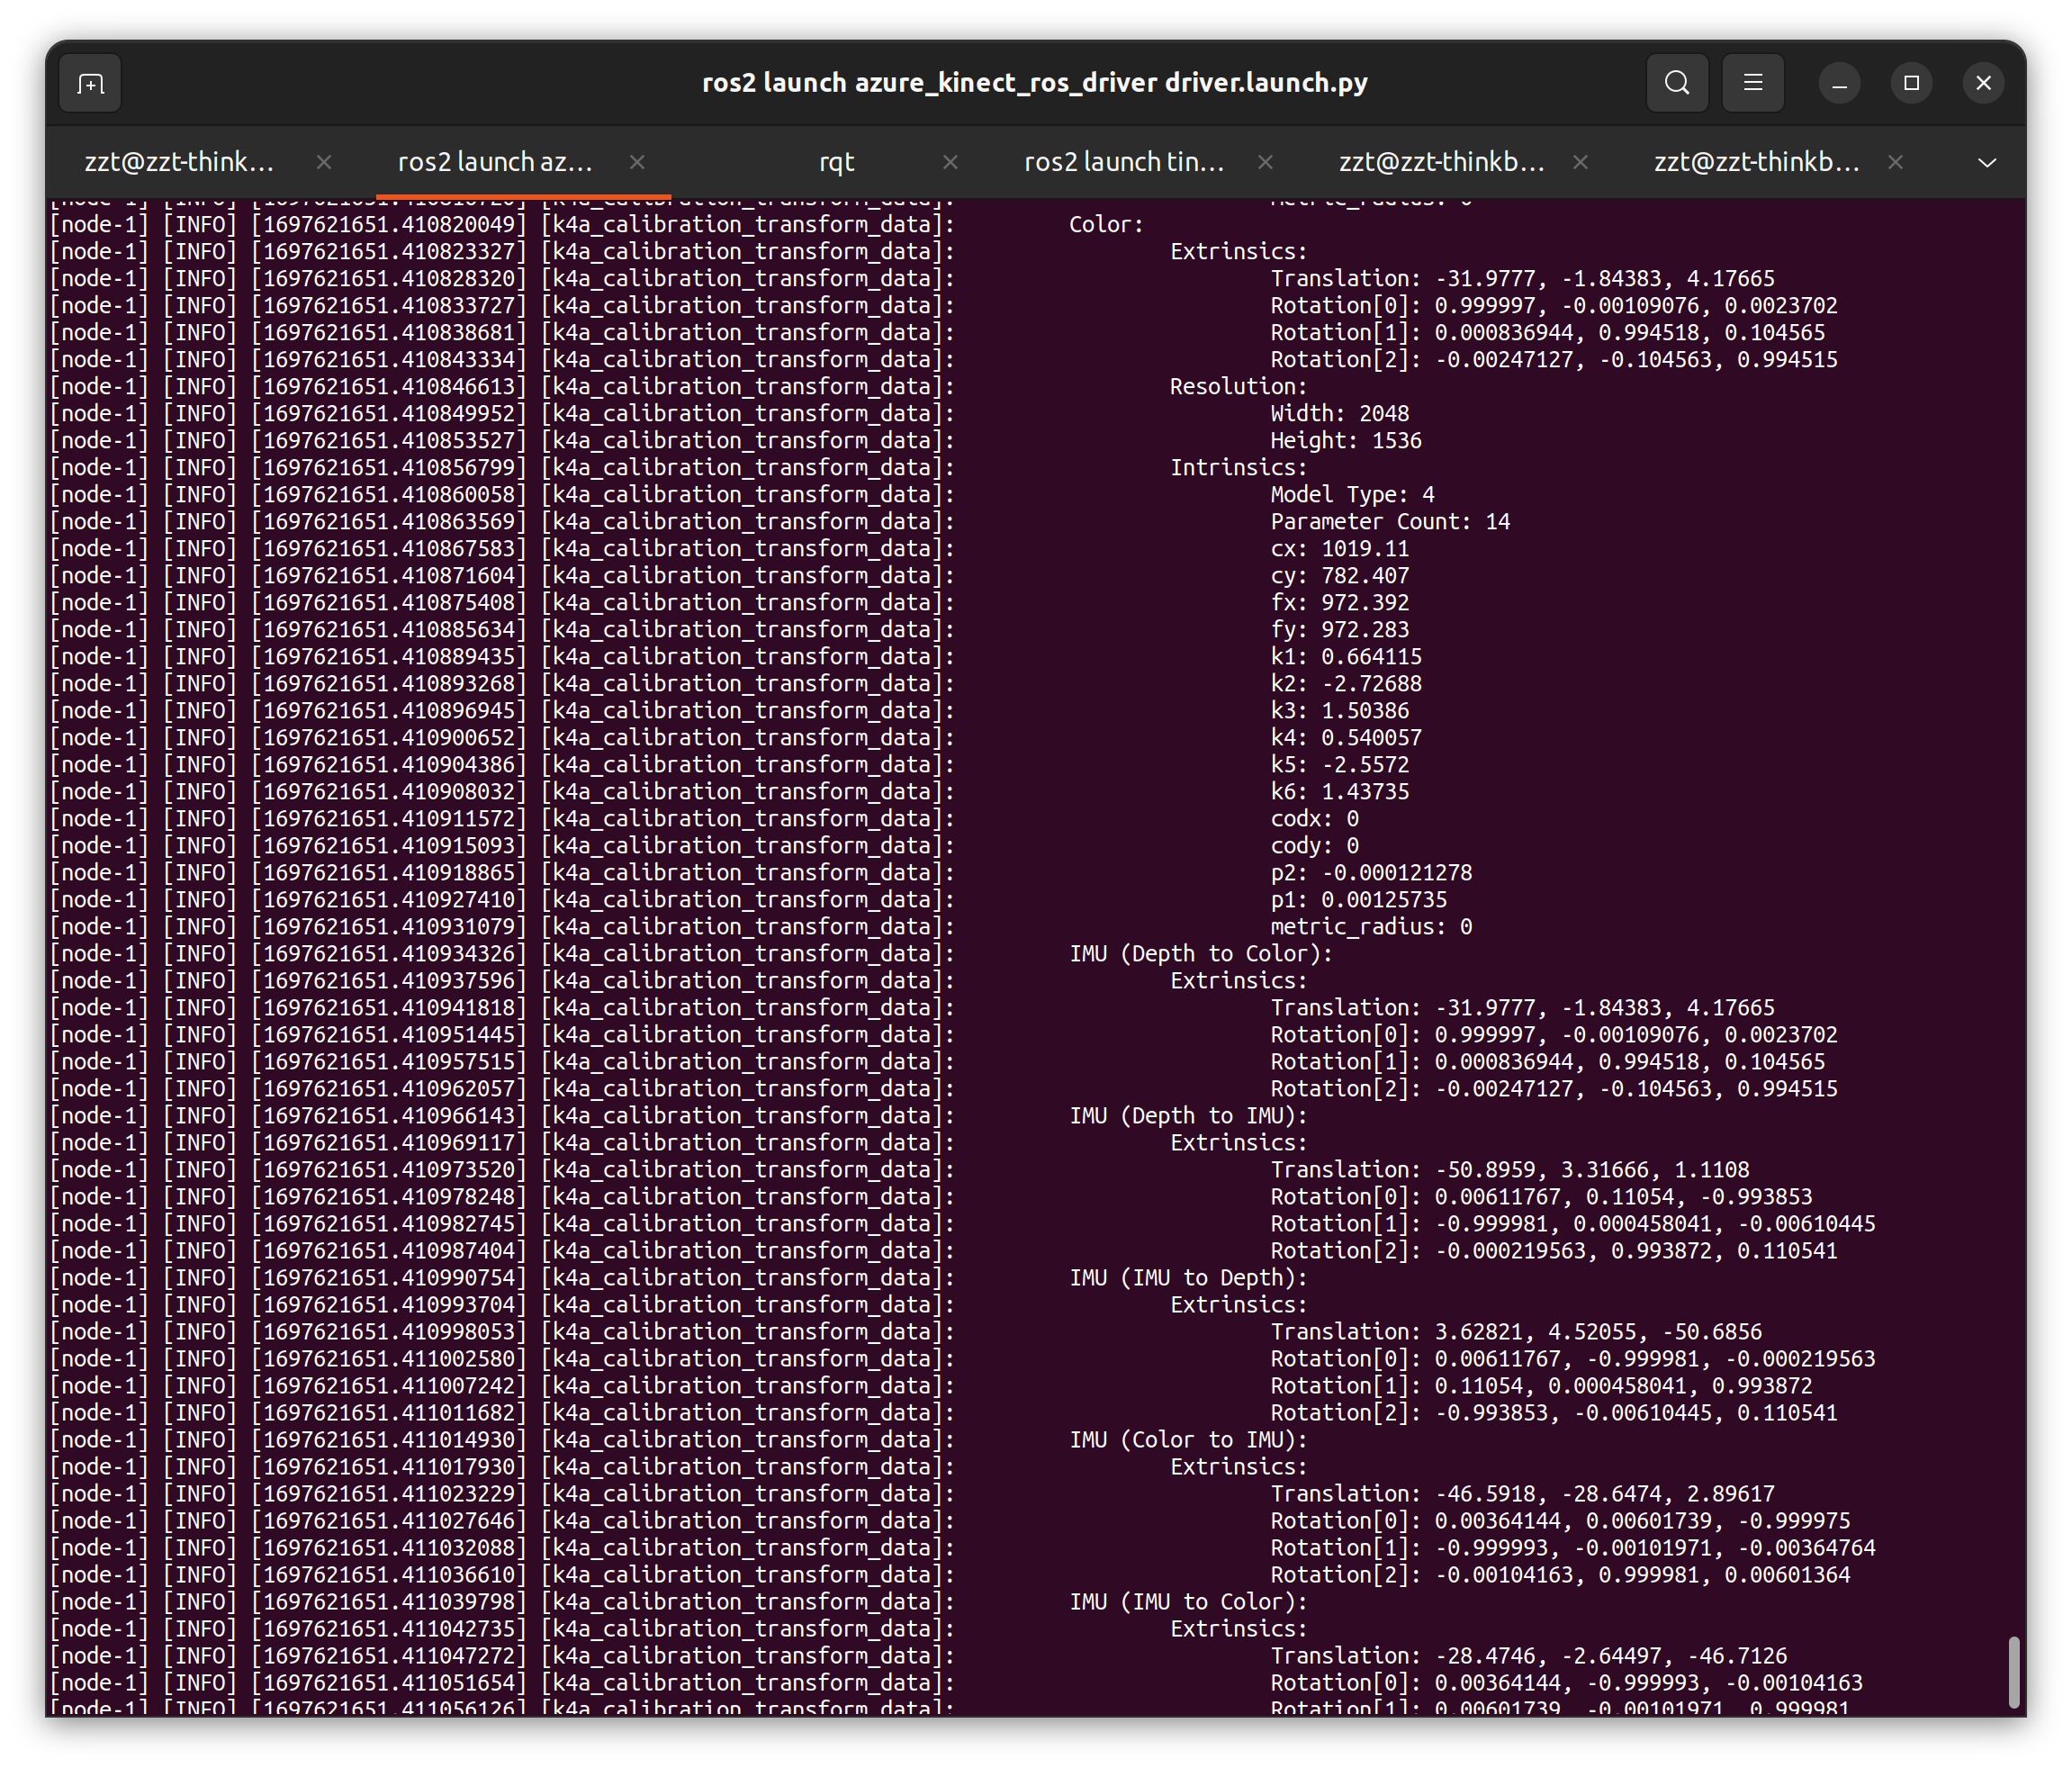 ros2 launch azure_kinect_ros_driver driver.launch.py
zzt@zzt-think... ros2 launch az... rqt ros2 launch tin... zzt@zzt-thinkb... zzt@zzt-thinkb...
[node-1] [INFO] [1697621651.410820049] [k4a_calibration_transform_data]: Color:
[node-1] [INFO] [1697621651.410823327] [k4a_calibration_transform_data]: Extrinsics:
[node-1] [INFO] [1697621651.410828320] [k4a_calibration_transform_data]: Translation: -31.9777, -1.84383, 4.17665
[node-1] [INFO] [1697621651.410833727] [k4a_calibration_transform_data]: Rotation[0]: 0.999997, -0.00109076, 0.0023702
[node-1] [INFO] [1697621651.410838681] [k4a_calibration_transform_data]: Rotation[1]: 0.000836944, 0.994518, 0.104565
[node-1] [INFO] [1697621651.410843334] [k4a_calibration_transform_data]: Rotation[2]: -0.00247127, -0.104563, 0.994515
[node-1] [INFO] [1697621651.410846613] [k4a_calibration_transform_data]: Resolution:
[node-1] [INFO] [1697621651.410849952] [k4a_calibration_transform_data]: Width: 2048
[node-1] [INFO] [1697621651.410853527] [k4a_calibration_transform_data]: Height: 1536
[node-1] [INFO] [1697621651.410856799] [k4a_calibration_transform_data]: Intrinsics:
[node-1] [INFO] [1697621651.410860058] [k4a_calibration_transform_data]: Model Type: 4
[node-1] [INFO] [1697621651.410863569] [k4a_calibration_transform_data]: Parameter Count: 14
[node-1] [INFO] [1697621651.410867583] [k4a_calibration_transform_data]: cx: 1019.11
[node-1] [INFO] [1697621651.410871604] [k4a_calibration_transform_data]: cy: 782.407
[node-1] [INFO] [1697621651.410875408] [k4a_calibration_transform_data]: fx: 972.392
[node-1] [INFO] [1697621651.410885634] [k4a_calibration_transform_data]: fy: 972.283
[node-1] [INFO] [1697621651.410889435] [k4a_calibration_transform_data]: k1: 0.664115
[node-1] [INFO] [1697621651.410893268] [k4a_calibration_transform_data]: k2: -2.72688
[node-1] [INFO] [1697621651.410896945] [k4a_calibration_transform_data]: k3: 1.50386
[node-1] [INFO] [1697621651.410900652] [k4a_calibration_transform_data]: k4: 0.540057
[node-1] [INFO] [1697621651.410904386] [k4a_calibration_transform_data]: k5: -2.5572
[node-1] [INFO] [1697621651.410908032] [k4a_calibration_transform_data]: k6: 1.43735
[node-1] [INFO] [1697621651.410911572] [k4a_calibration_transform_data]: codx: 0
[node-1] [INFO] [1697621651.410915093] [k4a_calibration_transform_data]: cody: 0
[node-1] [INFO] [1697621651.410918865] [k4a_calibration_transform_data]: p2: -0.000121278
[node-1] [INFO] [1697621651.410927410] [k4a_calibration_transform_data]: p1: 0.00125735
[node-1] [INFO] [1697621651.410931079] [k4a_calibration_transform_data]: metric_radius: 0
[node-1] [INFO] [1697621651.410934326] [k4a_calibration_transform_data]: IMU (Depth to Color):
[node-1] [INFO] [1697621651.410937596] [k4a_calibration_transform_data]: Extrinsics:
[node-1] [INFO] [1697621651.410941818] [k4a_calibration_transform_data]: Translation: -31.9777, -1.84383, 4.17665
[node-1] [INFO] [1697621651.410951445] [k4a_calibration_transform_data]: Rotation[0]: 0.999997, -0.00109076, 0.0023702
[node-1] [INFO] [1697621651.410957515] [k4a_calibration_transform_data]: Rotation[1]: 0.000836944, 0.994518, 0.104565
[node-1] [INFO] [1697621651.410962057] [k4a_calibration_transform_data]: Rotation[2]: -0.00247127, -0.104563, 0.994515
[node-1] [INFO] [1697621651.410966143] [k4a_calibration_transform_data]: IMU (Depth to IMU):
[node-1] [INFO] [1697621651.410969117] [k4a_calibration_transform_data]: Extrinsics:
[node-1] [INFO] [1697621651.410973520] [k4a_calibration_transform_data]: Translation: -50.8959, 3.31666, 1.1108
[node-1] [INFO] [1697621651.410978248] [k4a_calibration_transform_data]: Rotation[0]: 0.00611767, 0.11054, -0.993853
[node-1] [INFO] [1697621651.410982745] [k4a_calibration_transform_data]: Rotation[1]: -0.999981, 0.000458041, -0.00610445
[node-1] [INFO] [1697621651.410987404] [k4a_calibration_transform_data]: Rotation[2]: -0.000219563, 0.993872, 0.110541
[node-1] [INFO] [1697621651.410990754] [k4a_calibration_transform_data]: IMU (IMU to Depth):
[node-1] [INFO] [1697621651.410993704] [k4a_calibration_transform_data]: Extrinsics:
[node-1] [INFO] [1697621651.410998053] [k4a_calibration_transform_data]: Translation: 3.62821, 4.52055, -50.6856
[node-1] [INFO] [1697621651.411002580] [k4a_calibration_transform_data]: Rotation[0]: 0.00611767, -0.999981, -0.000219563
[node-1] [INFO] [1697621651.411007242] [k4a_calibration_transform_data]: Rotation[1]: 0.11054, 0.000458041, 0.993872
[node-1] [INFO] [1697621651.411011682] [k4a_calibration_transform_data]: Rotation[2]: -0.993853, -0.00610445, 0.110541
[node-1] [INFO] [1697621651.411014930] [k4a_calibration_transform_data]: IMU (Color to IMU):
[node-1] [INFO] [1697621651.411017930] [k4a_calibration_transform_data]: Extrinsics:
[node-1] [INFO] [1697621651.411023229] [k4a_calibration_transform_data]: Translation: -46.5918, -28.6474, 2.89617
[node-1] [INFO] [1697621651.411027646] [k4a_calibration_transform_data]: Rotation[0]: 0.00364144, 0.00601739, -0.999975
[node-1] [INFO] [1697621651.411032088] [k4a_calibration_transform_data]: Rotation[1]: -0.999993, -0.00101971, -0.00364764
[node-1] [INFO] [1697621651.411036610] [k4a_calibration_transform_data]: Rotation[2]: -0.00104163, 0.999981, 0.00601364
[node-1] [INFO] [1697621651.411039798] [k4a_calibration_transform_data]: IMU (IMU to Color):
[node-1] [INFO] [1697621651.411042735] [k4a_calibration_transform_data]: Extrinsics:
[node-1] [INFO] [1697621651.411047272] [k4a_calibration_transform_data]: Translation: -28.4746, -2.64497, -46.7126
[node-1] [INFO] [1697621651.411051654] [k4a_calibration_transform_data]: Rotation[0]: 0.00364144, -0.999993, -0.00104163
[node-1] [INFO] [1697621651.411056126] [k4a_calibration_transform_data]: Rotation[1]: 0.00601739, -0.00101971, 0.999981